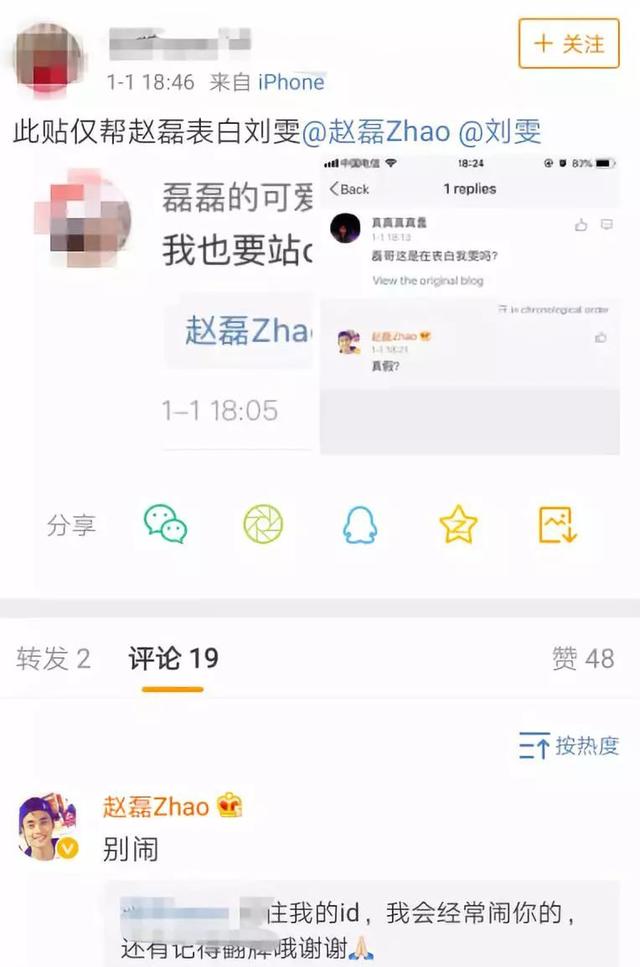 + 关注
1-1 18:46 来自 iPhone
此贴仅帮赵磊表白刘雯@赵磊Zhao @刘雯
磊磊的可爱
我也要站c
赵磊Zhao
1-1 18:05
中国电信
18:24
80%
Back
1 replies
真真真真磊
1-1 18:13
磊哥这是在表白我雯吗?
View the original blog
in chronological order
赵磊Zhao
1-1 18:21
真假?
分享
转发 2
评论 19
赞 48
按热度
赵磊Zhao
别闹
住我的id，我会经常闹你的，
还有记得翻牌哦谢谢🙏